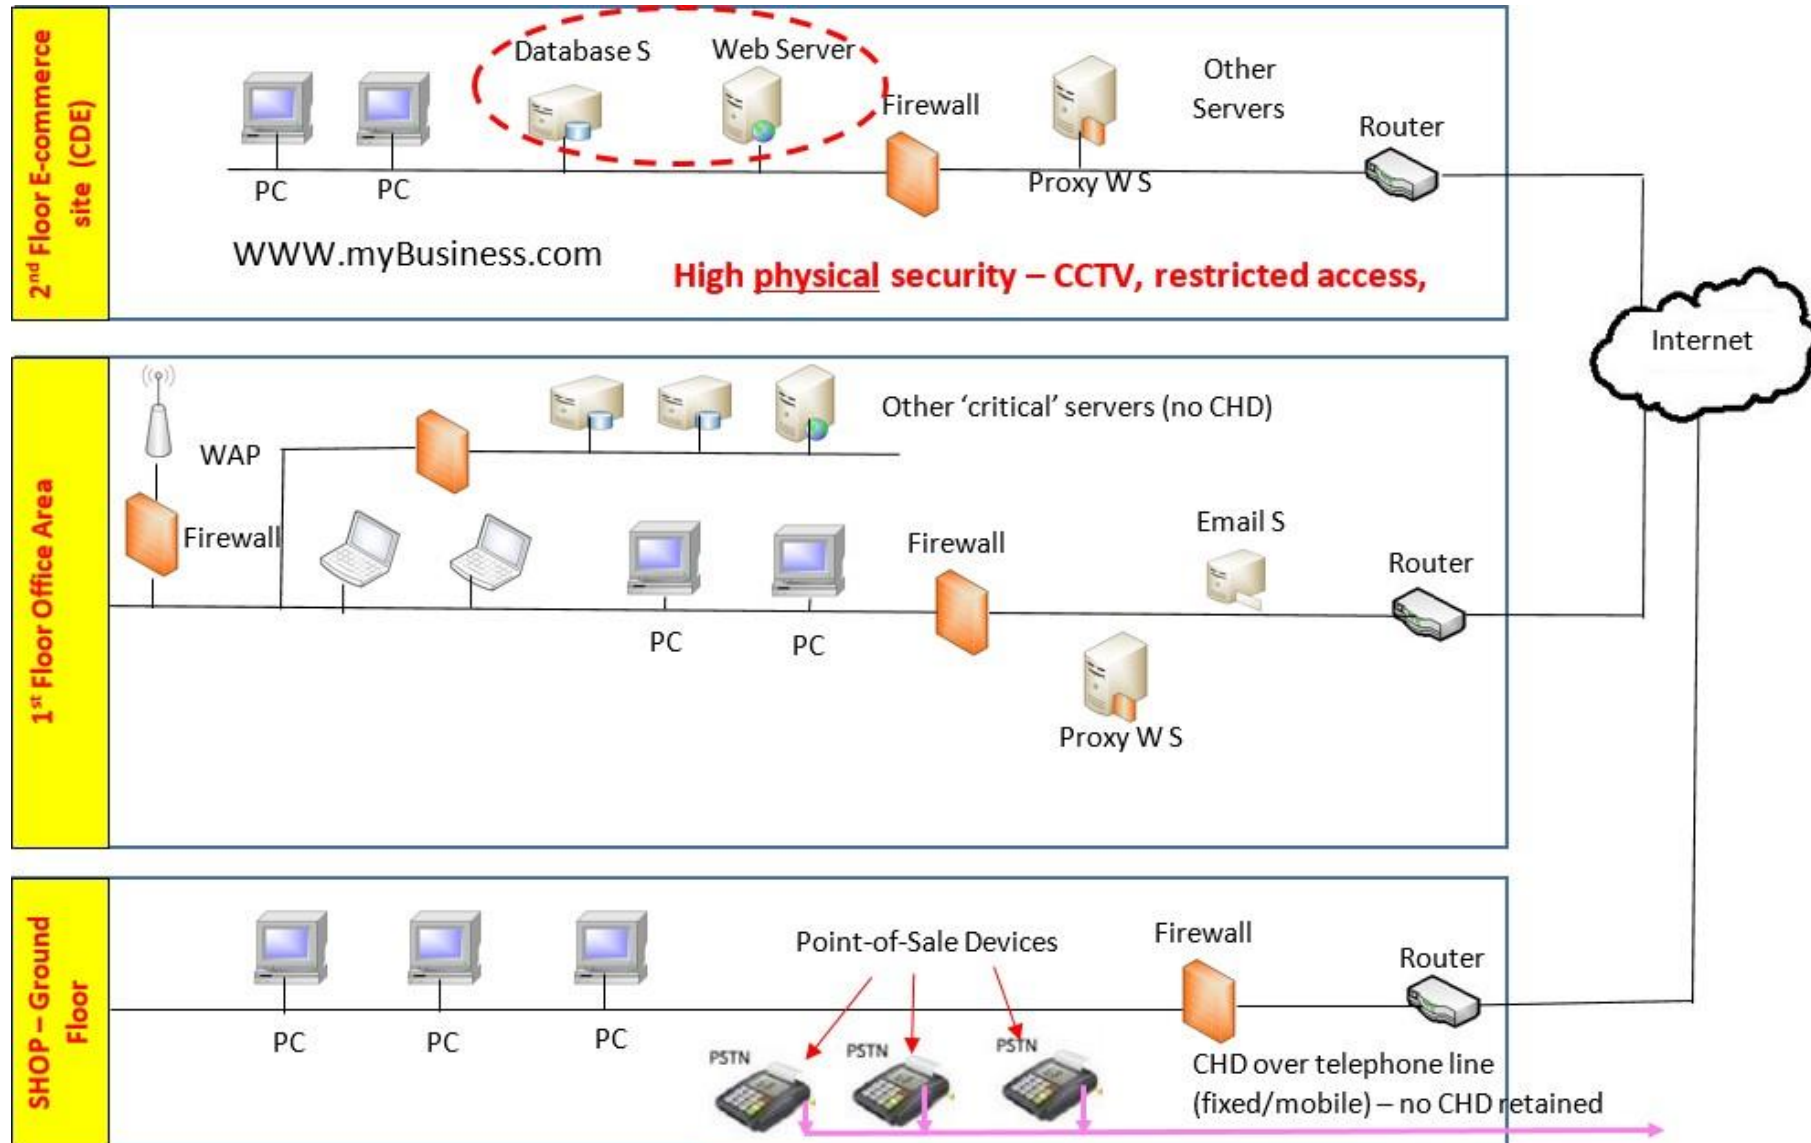 2nd Floor E-commerce
site (CDE)
Database S
Web Server
Firewall
Other
Servers
Router
PC
PC
Proxy W S
WWW.myBusiness.com
High physical security – CCTV, restricted access,
Internet
1st Floor Office Area
WAP
Other ‘critical’ servers (no CHD)
Firewall
Firewall
Email S
Router
PC
PC
Proxy W S
SHOP – Ground
Floor
Point-of-Sale Devices
Firewall
Router
PC
PC
PC
PSTN
PSTN
PSTN
CHD over telephone line
(fixed/mobile) – no CHD retained